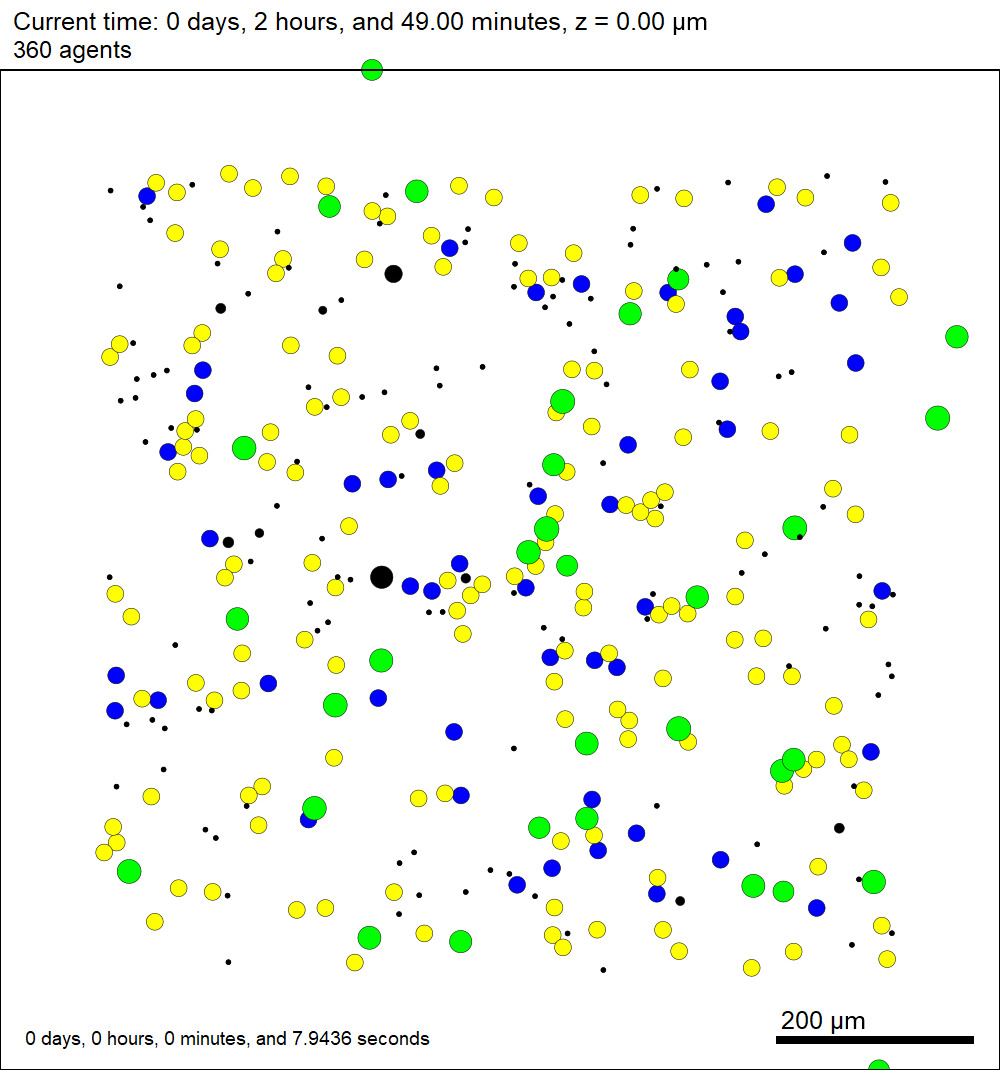 Current time: 0 days, 2 hours, and 49.00 minutes, z = 0.00 μm
360 agents
200 μm
0 days, 0 hours, 0 minutes, and 7.9436 seconds